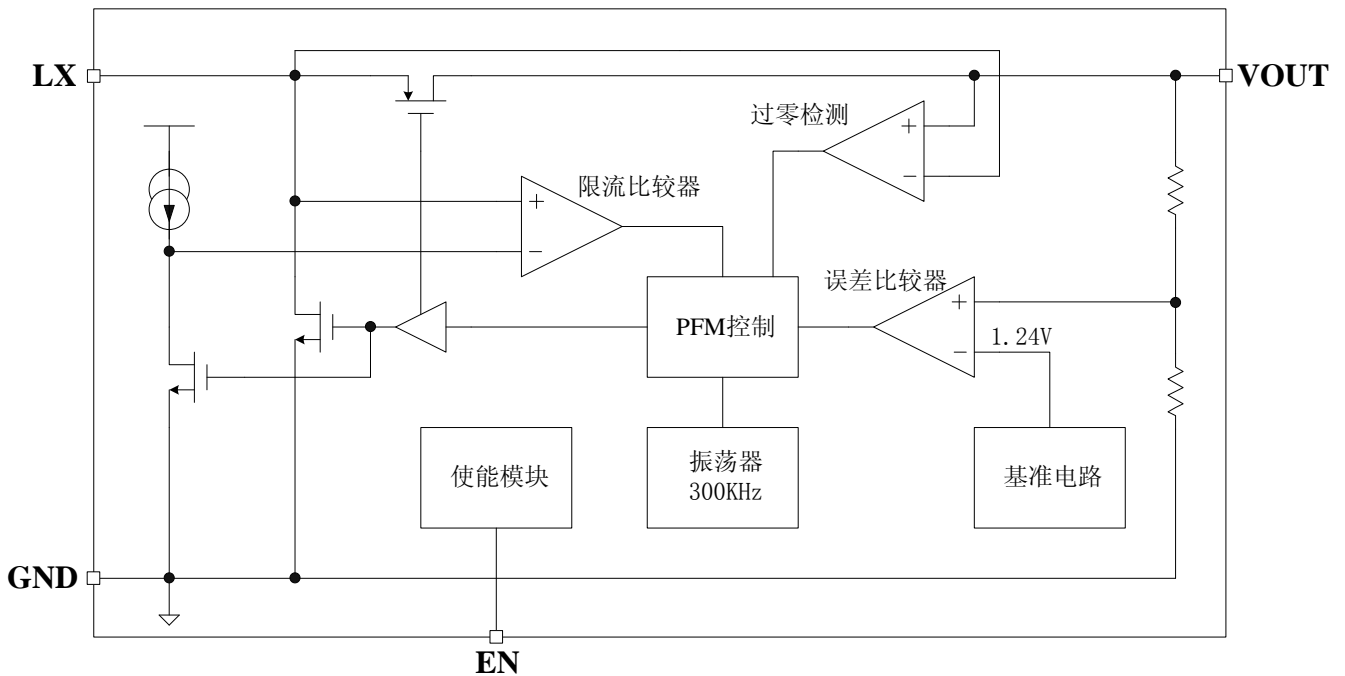 LX
VOUT
过零检测
+
−
限流比较器
+
−
误差比较器
+
1.24V
−
PFM控制
使能模块
振荡器
300KHz
基准电路
GND
EN